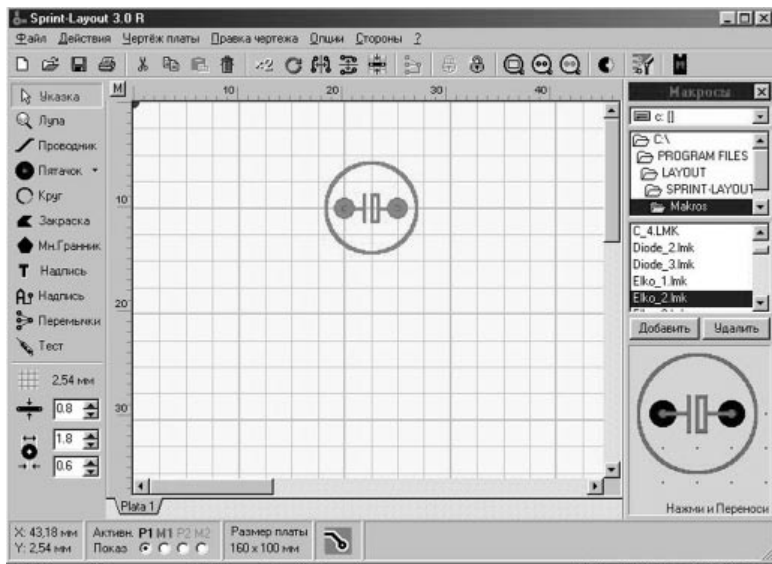 Sprint-Layout 3.0 R
Файл Действия Чертёж платы Правка чертежа Опции Стороны ?
Указка
Лупа
Проводник
Пятачок
Круг
Закраска
Мн.Гранник
Надпись
Надпись
Перемычки
Тест
2,54 мм
0.8
1.8
0.6
M
10 20 30 40
10
20
30
Plata 1
Макросы
c: []
C:\
PROGRAM FILES
LAYOUT
SPRINT-LAYOUT
Makros
C_4.LMK
Diode_2.lmk
Diode_3.lmk
Elko_1.lmk
Elko_2.lmk
Добавить Удалить
Нажми и Переноси
X: 43,18 мм Активн. P1 M1 P2 M2 Размер платы
Y: 2,54 мм Показ 160 x 100 мм